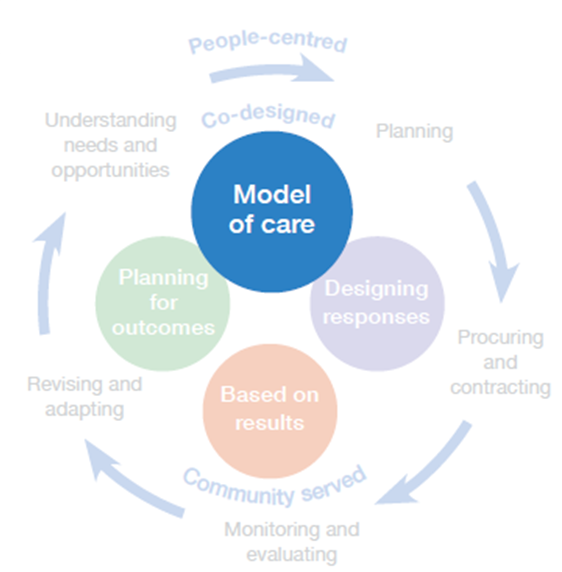 People-centred
Co-designed
Understanding
needs and
opportunities
Planning
Model
of care
Planning
for
outcomes
Designing
responses
Procuring
and
contracting
Revising and
adapting
Based on
results
Community served
Monitoring and
evaluating